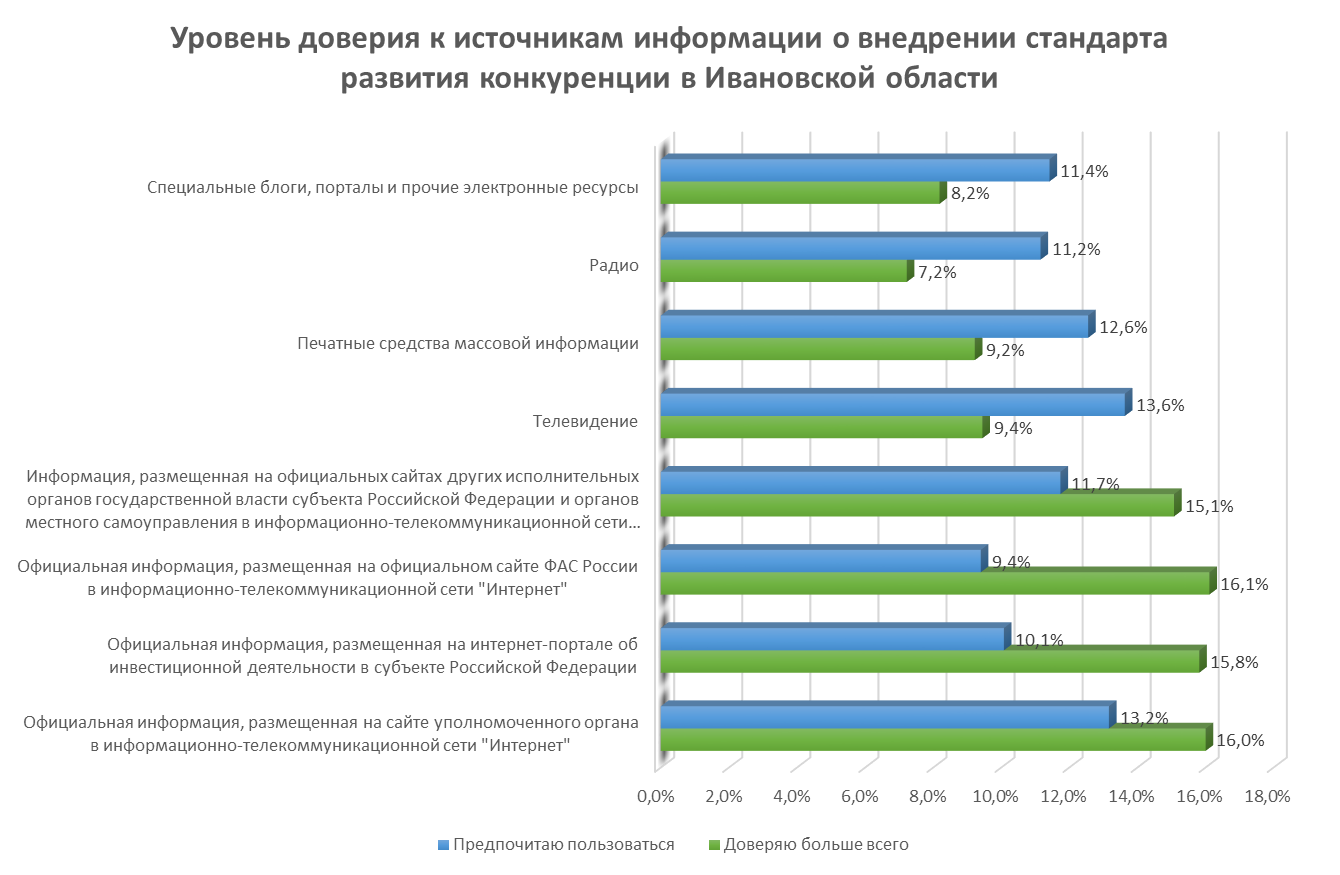 Уровень доверия к источникам информации о внедрении стандарта
развития конкуренции в Ивановской области
Специальные блоги, порталы и прочие электронные ресурсы
11,4%
8,2%
Радио
11,2%
7,2%
Печатные средства массовой информации
12,6%
9,2%
Телевидение
13,6%
9,4%
Информация, размещенная на официальных сайтах других исполнительных
органов государственной власти субъекта Российской Федерации и органов
местного самоуправления в информационно-телекоммуникационной сети...
11,7%
15,1%
Официальная информация, размещенная на официальном сайте ФАС России
в информационно-телекоммуникационной сети "Интернет"
9,4%
16,1%
Официальная информация, размещенная на интернет-портале об
инвестиционной деятельности в субъекте Российской Федерации
10,1%
15,8%
Официальная информация, размещенная на сайте уполномоченного органа
в информационно-телекоммуникационной сети "Интернет"
13,2%
16,0%
0,0% 2,0% 4,0% 6,0% 8,0% 10,0% 12,0% 14,0% 16,0% 18,0%
Предпочитаю пользоваться Доверяю больше всего